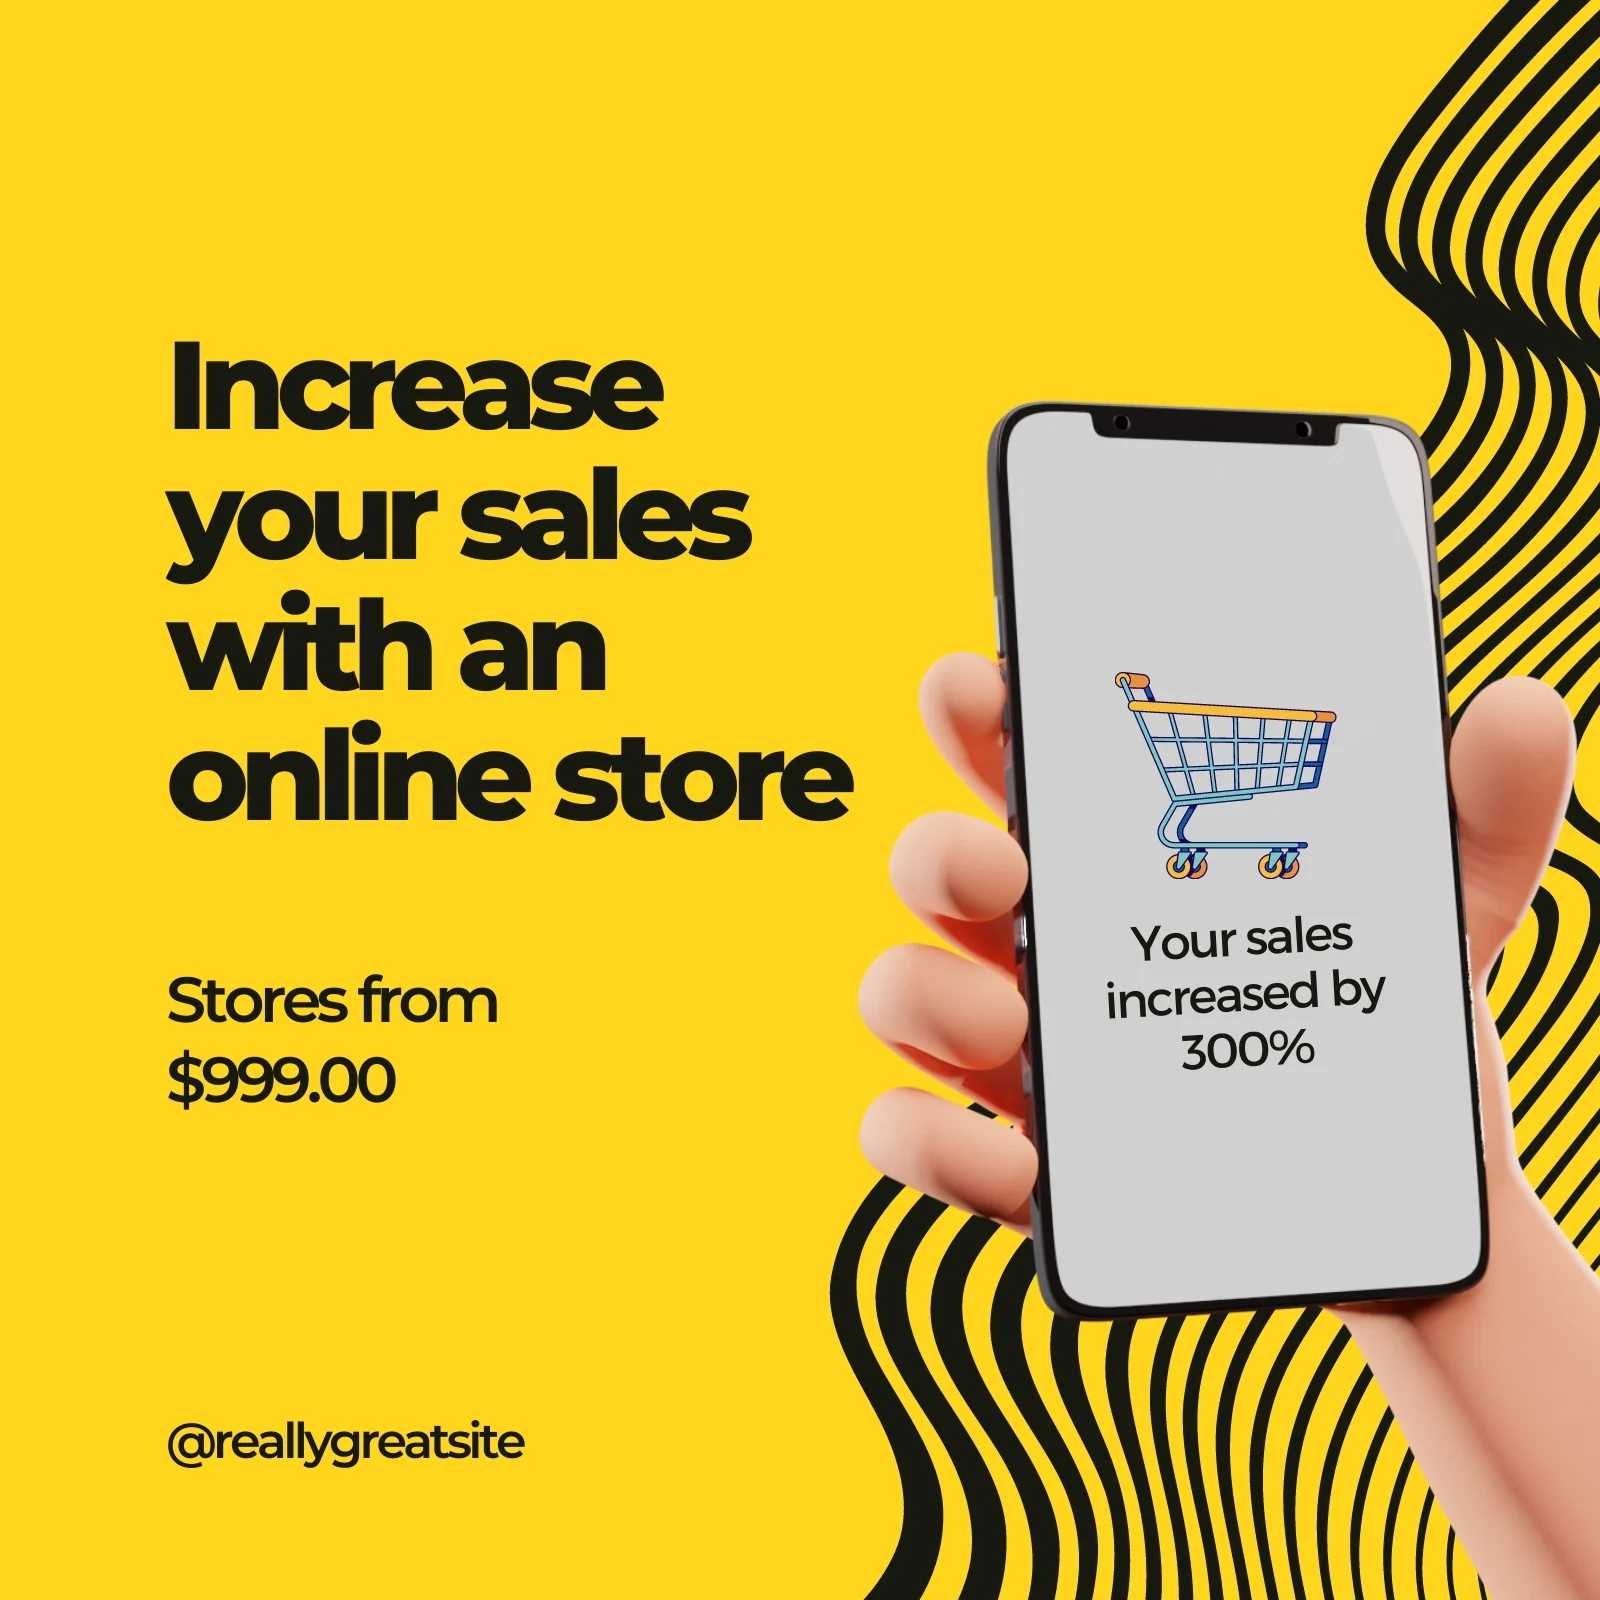 Increase
your sales
with an
online store
Stores from
$999.00
@reallygreatsite
Your sales
increased by
300%